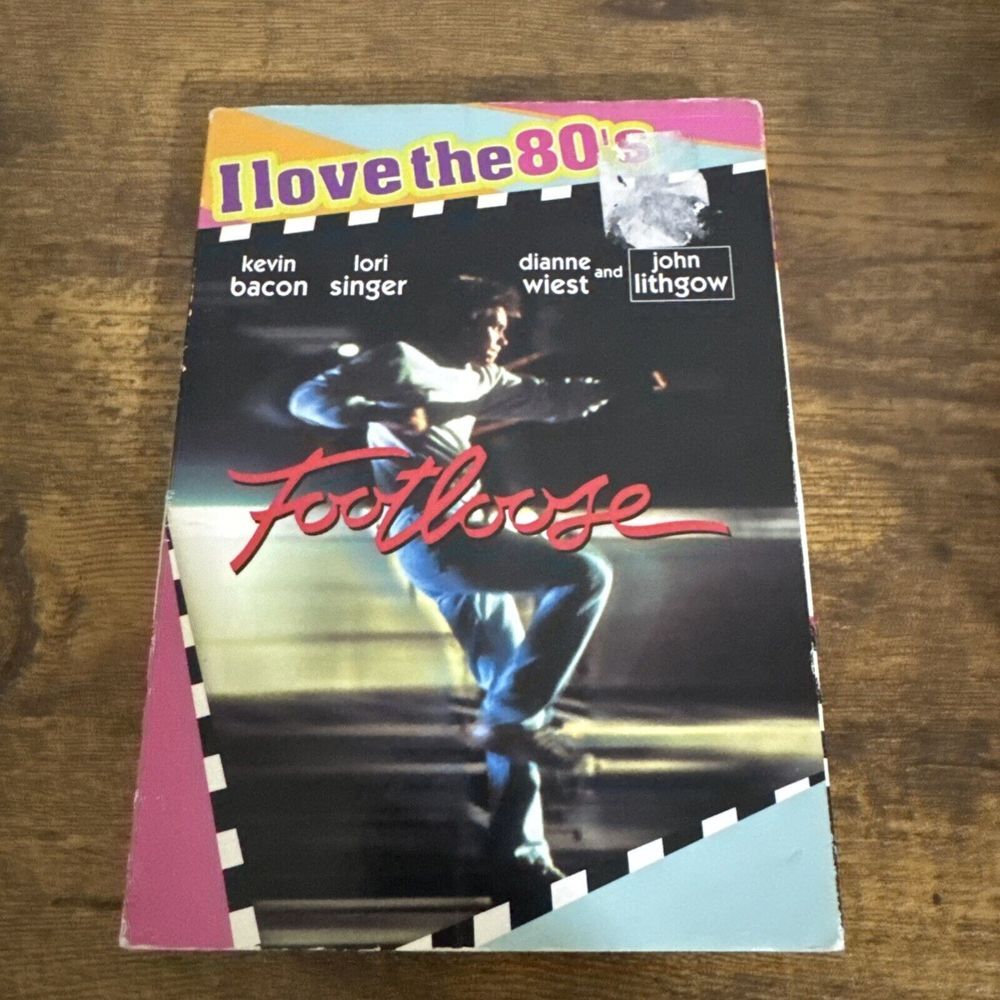 I love the 80's
kevin bacon
lori singer
dianne wiest and john lithgow
Footloose